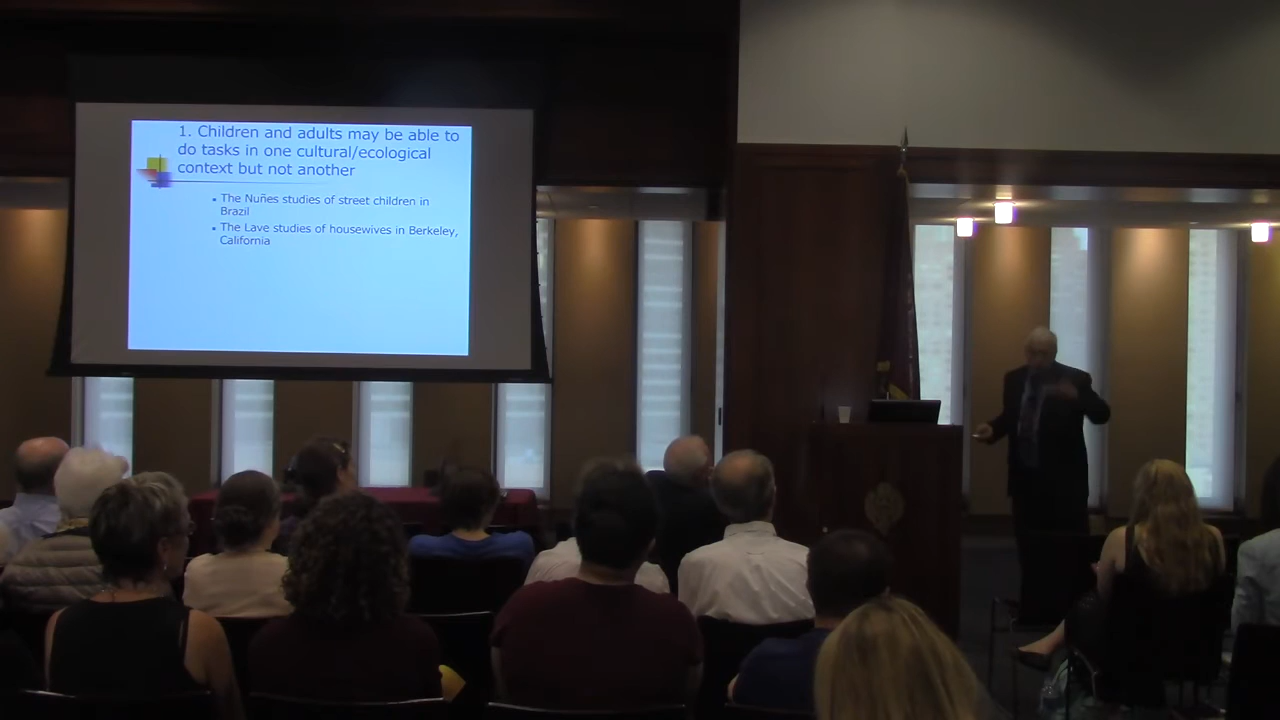 1. Children and adults may be able to
do tasks in one cultural/ecological
context but not another
▪ The Nuñes studies of street children in
Brazil
▪ The Lave studies of housewives in Berkeley,
California